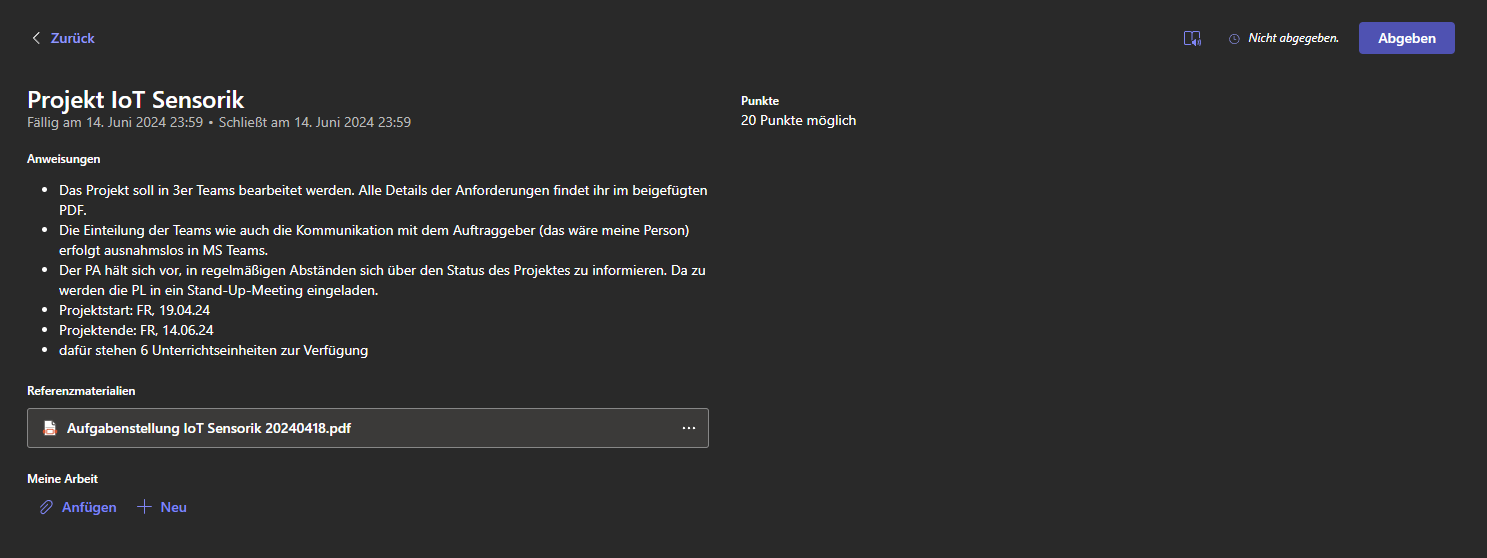 Zurück
Nicht abgegeben.
Abgeben
Projekt IoT Sensorik
Fällig am 14. Juni 2024 23:59 • Schließt am 14. Juni 2024 23:59
Punkte
20 Punkte möglich
Anweisungen
• Das Projekt soll in 3er Teams bearbeitet werden. Alle Details der Anforderungen findet ihr im beigefügten
PDF.
• Die Einteilung der Teams wie auch die Kommunikation mit dem Auftraggeber (das wäre meine Person)
erfolgt ausnahmslos in MS Teams.
• Der PA hält sich vor, in regelmäßigen Abständen sich über den Status des Projektes zu informieren. Da zu
werden die PL in ein Stand-Up-Meeting eingeladen.
• Projektstart: FR, 19.04.24
• Projektende: FR, 14.06.24
• dafür stehen 6 Unterrichtseinheiten zur Verfügung
Referenzmaterialien
Aufgabenstellung IoT Sensorik 20240418.pdf
Meine Arbeit
Anfügen
Neu